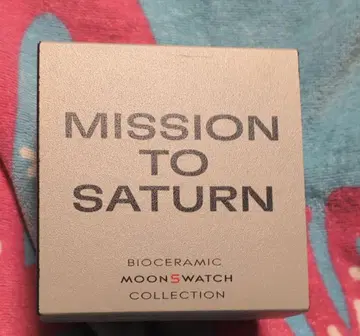 MISSION
TO
SATURN
BIOCERAMIC
MOONSWATCH
COLLECTION